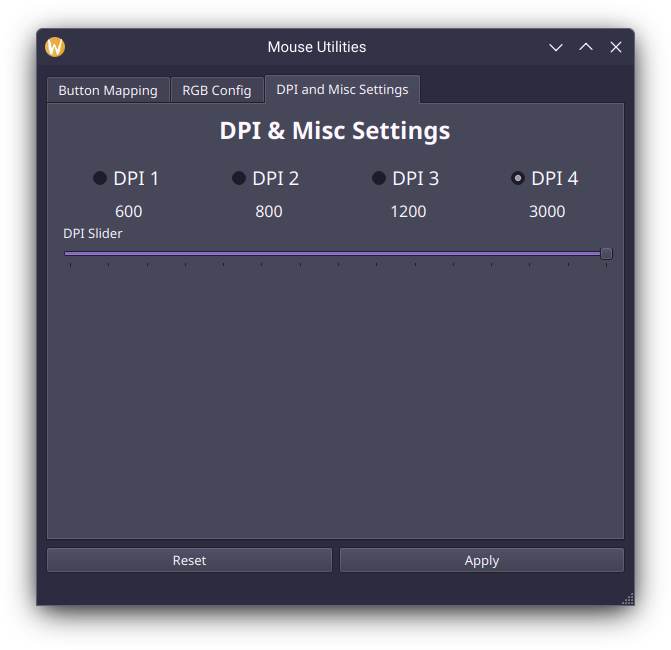 Mouse Utilities
Button Mapping RGB Config DPI and Misc Settings
DPI & Misc Settings
DPI 1 DPI 2 DPI 3 DPI 4
600 800 1200 3000
DPI Slider
Reset Apply